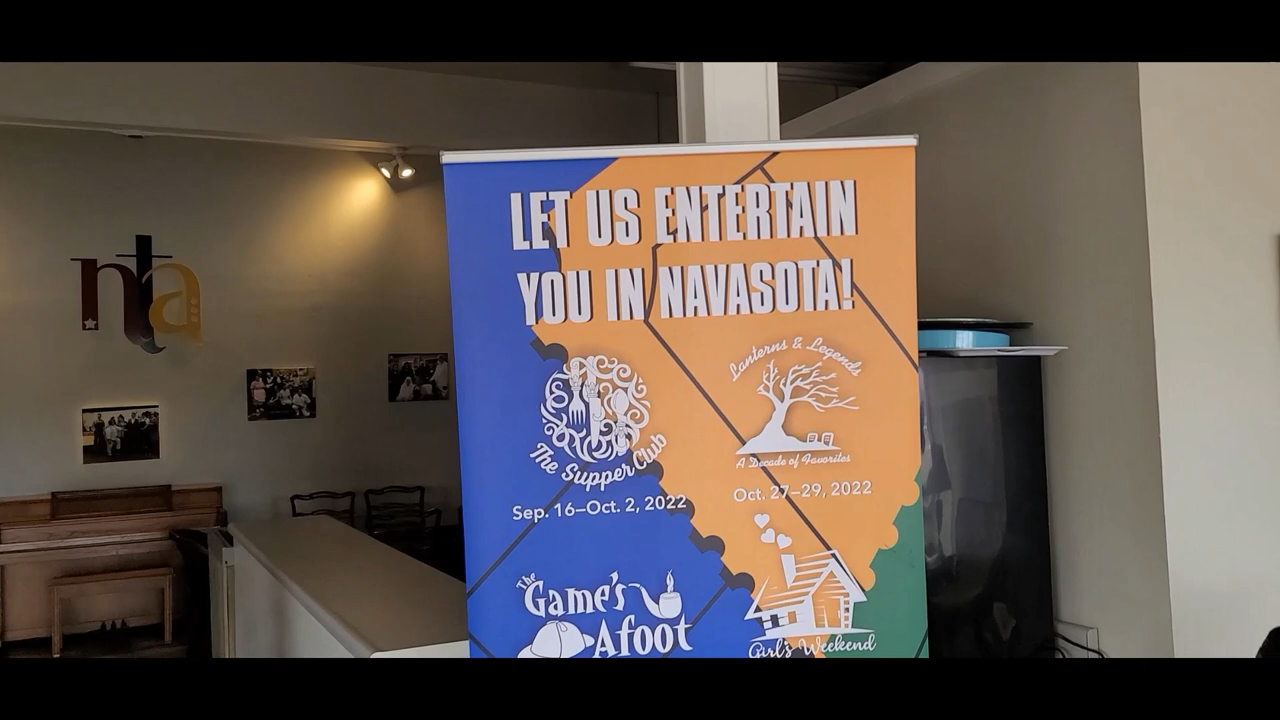 nta
LET US ENTERTAIN
YOU IN NAVASOTA!
The Supper Club
Sep. 16–Oct. 2, 2022
Lanterns & Legends
A Decade of Favorites
Oct. 27–29, 2022
The
Game's
Afoot
Girl's Weekend